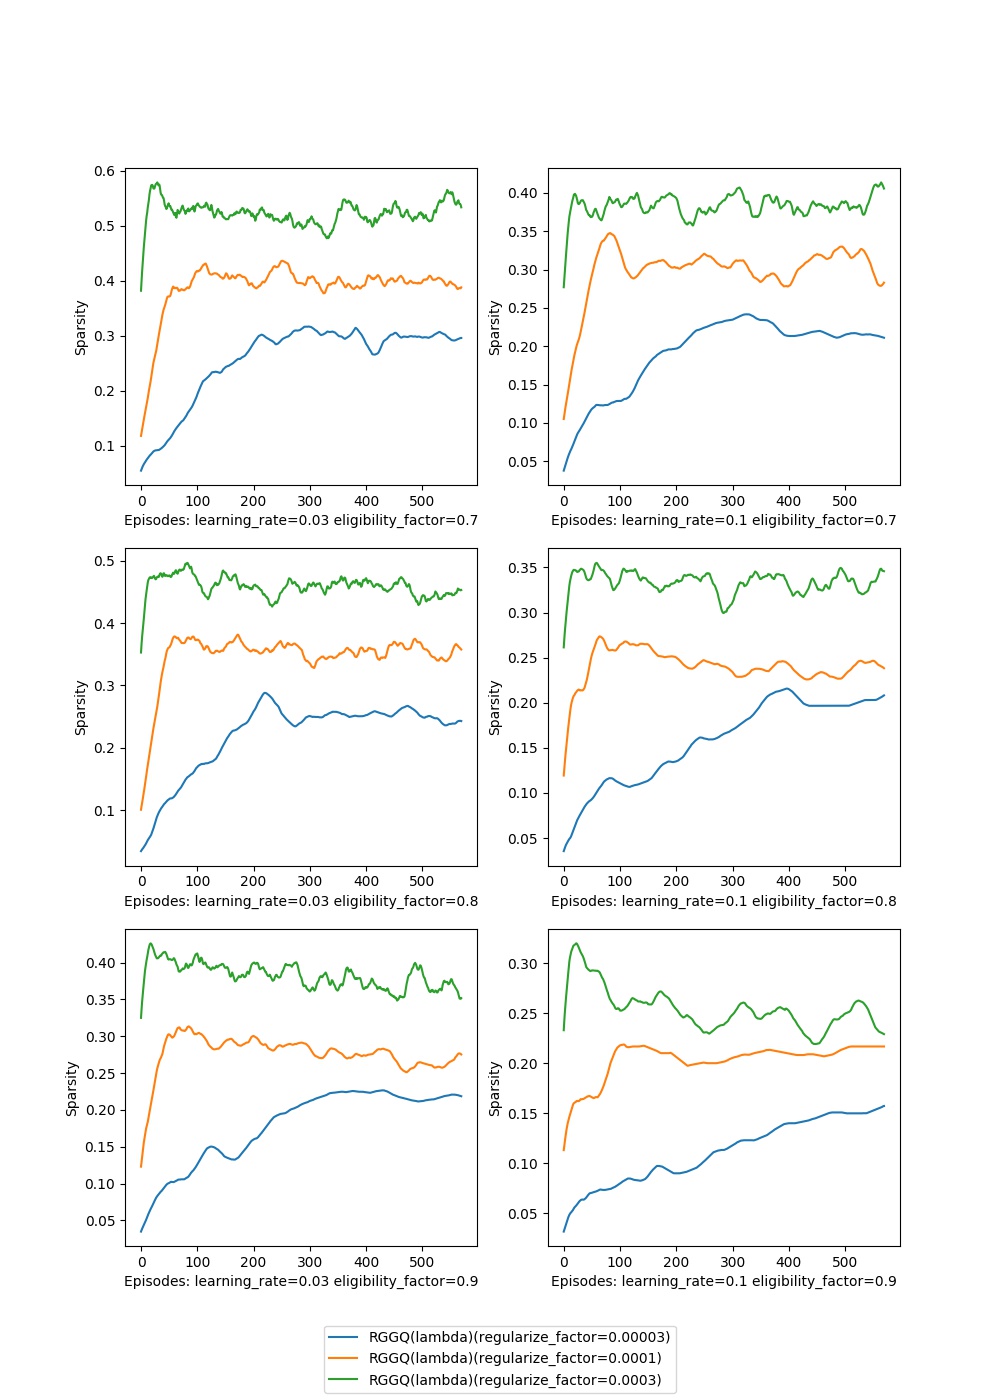 0.6
0.5
0.4
0.3
0.2
0.1
Sparsity
0 100 200 300 400 500
Episodes: learning_rate=0.03 eligibility_factor=0.7
0.40
0.35
0.30
0.25
0.20
0.15
0.10
0.05
Sparsity
0 100 200 300 400 500
Episodes: learning_rate=0.1 eligibility_factor=0.7
0.5
0.4
0.3
0.2
0.1
Sparsity
0 100 200 300 400 500
Episodes: learning_rate=0.03 eligibility_factor=0.8
0.35
0.30
0.25
0.20
0.15
0.10
0.05
Sparsity
0 100 200 300 400 500
Episodes: learning_rate=0.1 eligibility_factor=0.8
0.40
0.35
0.30
0.25
0.20
0.15
0.10
0.05
Sparsity
0 100 200 300 400 500
Episodes: learning_rate=0.03 eligibility_factor=0.9
0.30
0.25
0.20
0.15
0.10
0.05
Sparsity
0 100 200 300 400 500
Episodes: learning_rate=0.1 eligibility_factor=0.9
RGGQ(lambda)(regularize_factor=0.00003)
RGGQ(lambda)(regularize_factor=0.0001)
RGGQ(lambda)(regularize_factor=0.0003)